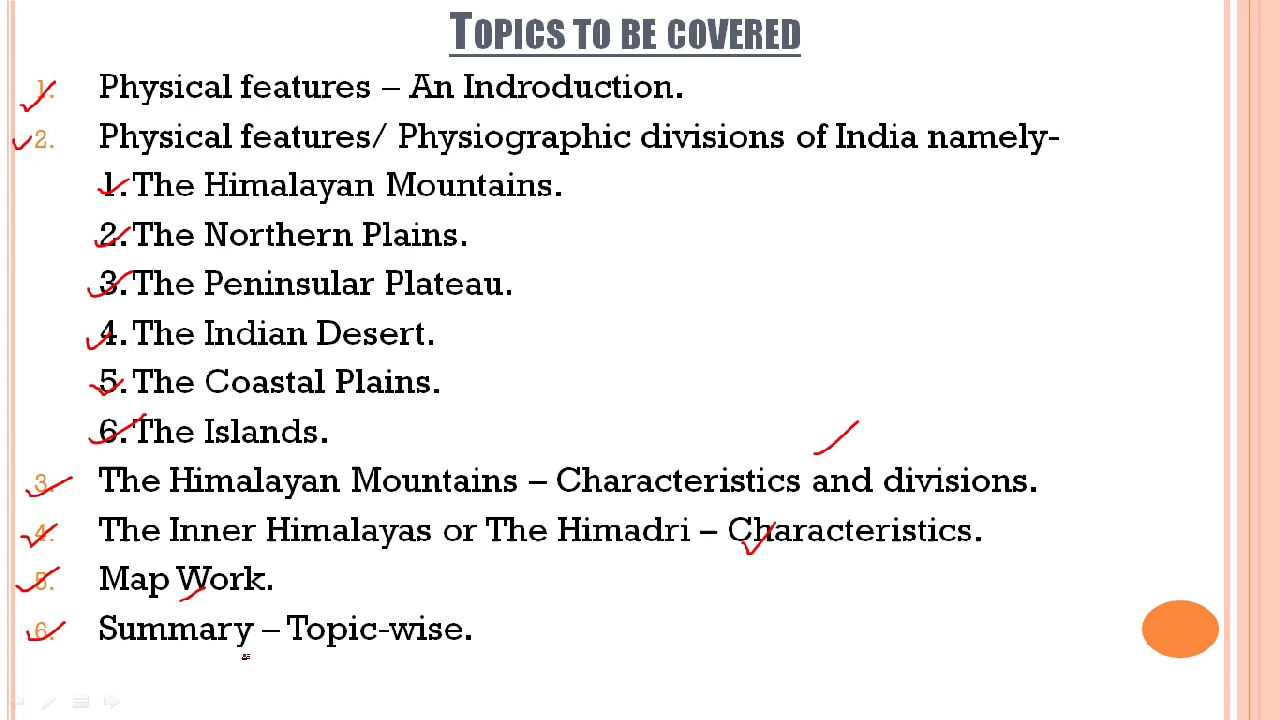 TOPICS TO BE COVERED
1. Physical features – An Indroduction.
2. Physical features/ Physiographic divisions of India namely-
1. The Himalayan Mountains.
2. The Northern Plains.
3. The Peninsular Plateau.
4. The Indian Desert.
5. The Coastal Plains.
6. The Islands.
3. The Himalayan Mountains – Characteristics and divisions.
4. The Inner Himalayas or The Himadri – Characteristics.
5. Map Work.
6. Summary – Topic-wise.